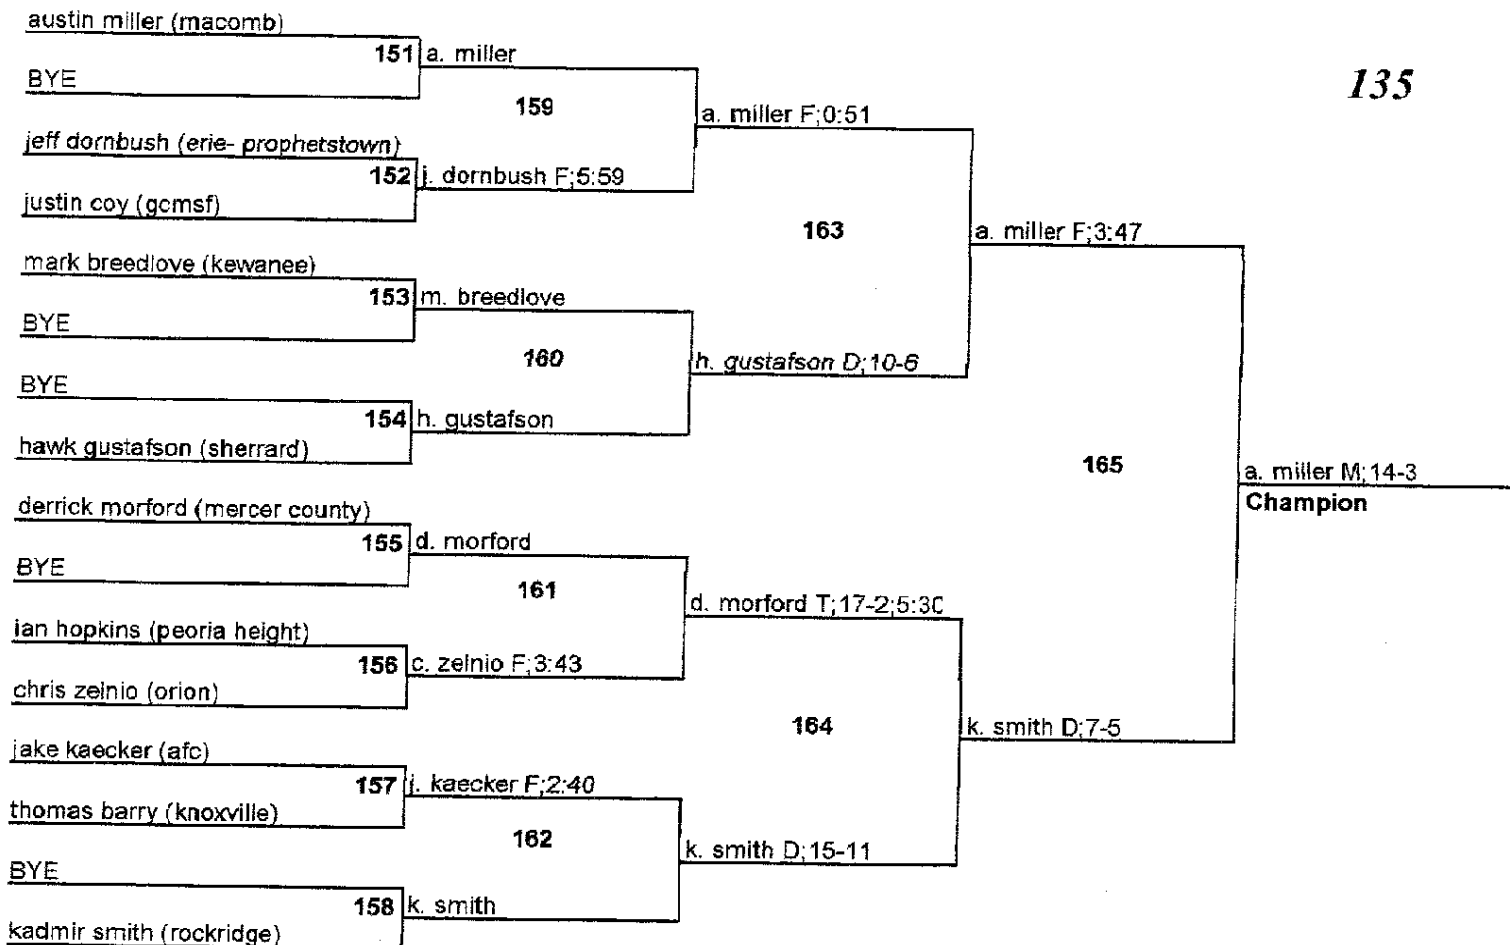 austin miller (macomb)
151 a. miller
BYE
159
135
a. miller F;0:51
jeff dornbush (erie- prophetstown)
152 j. dornbush F;5:59
justin coy (gcmsf)
163
a. miller F;3:47
mark breedlove (kewanee)
153 m. breedlove
BYE
160
h. gustafson D;10-6
BYE
154 h. gustafson
hawk gustafson (sherrard)
165
a. miller M;14-3
Champion
derrick morford (mercer county)
155 d. morford
BYE
161
d. morford T;17-2;5:30
ian hopkins (peoria height)
156 c. zelnio F;3:43
chris zelnio (orion)
164
k. smith D;7-5
jake kaecker (afc)
157 j. kaecker F;2:40
thomas barry (knoxville)
162
k. smith D;15-11
BYE
158 k. smith
kadmir smith (rockridge)